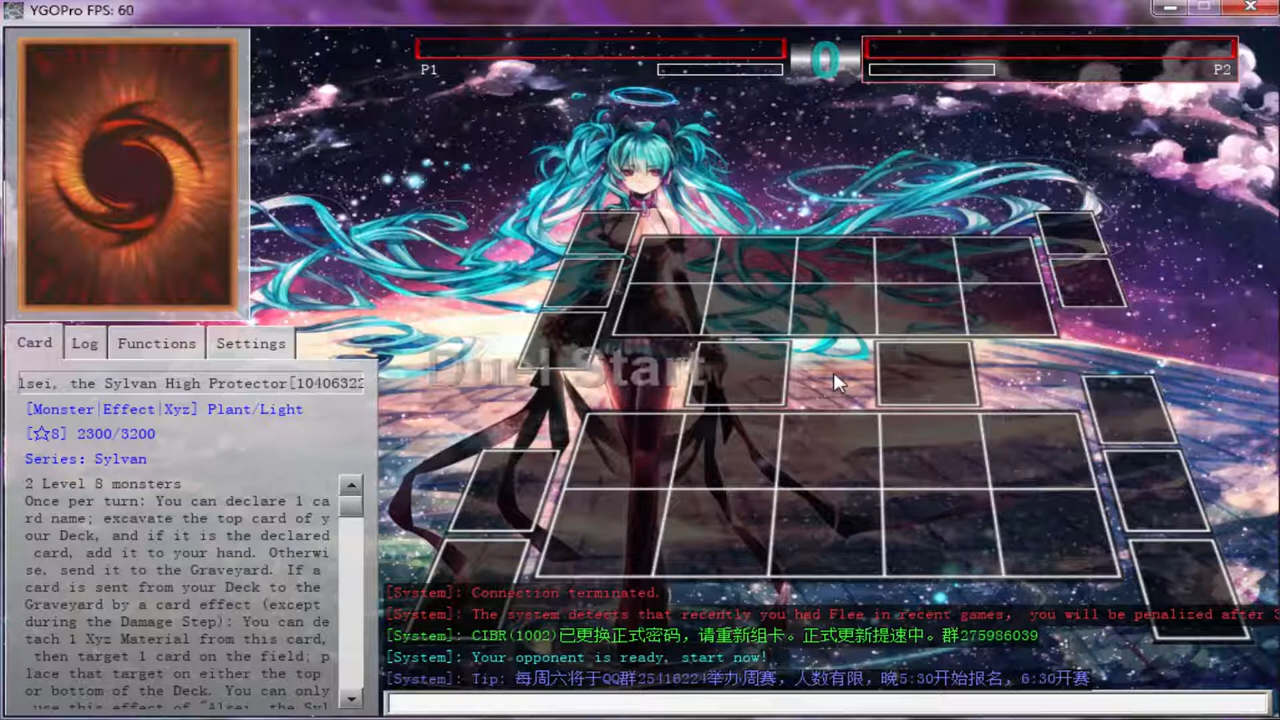 YGOPro FPS: 60
P1
0
P2
Card
Log
Functions
Settings
lsei, the Sylvan High Protector[10406322
[Monster|Effect|Xyz] Plant/Light
[☆8] 2300/3200
Series: Sylvan
2 Level 8 monsters
Once per turn: You can declare 1 ca
rd name; excavate the top card of y
our Deck, and if it is the declared
card, add it to your hand. Otherwi
se, send it to the Graveyard. If a
card is sent from your Deck to the
Graveyard by a card effect (except
during the Damage Step): You can de
tach 1 Xyz Material from this card,
then target 1 card on the field; p
lace that target on either the top
or bottom of the Deck. You can only
use this effect of "Alsei, the Syl
Duel Start
[System]: Connection terminated.
[System]: The system detects that recently you had Flee in recent games, you will be penalized after
[System]: CIBR(1002)已更换正式密码，请重新组卡。正式更新提速中。群275986039
[System]: Your opponent is ready, start now!
[System]: Tip: 每周六将于QQ群25416224举办周赛，人数有限，晚5:30开始报名，6:30开赛